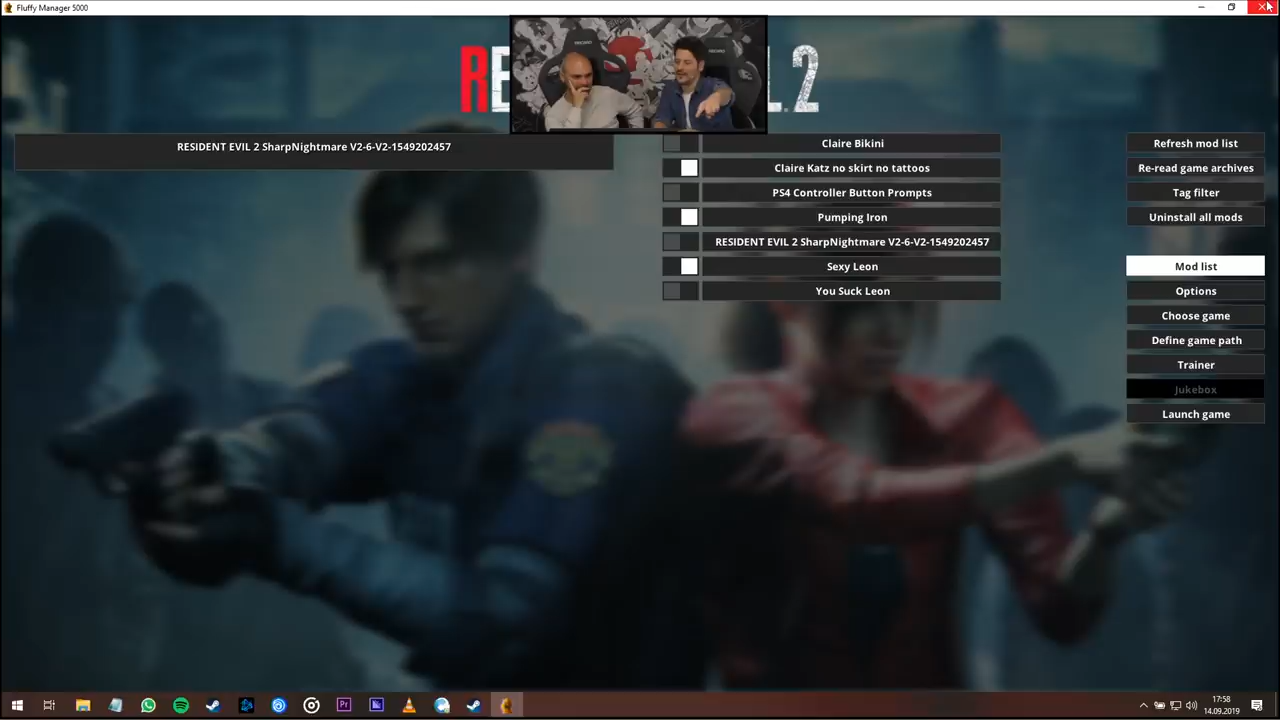 Fluffy Manager 5000
RE
2
RESIDENT EVIL 2 SharpNightmare V2-6-V2-1549202457
Claire Bikini
Claire Katz no skirt no tattoos
PS4 Controller Button Prompts
Pumping Iron
RESIDENT EVIL 2 SharpNightmare V2-6-V2-1549202457
Sexy Leon
You Suck Leon
Refresh mod list
Re-read game archives
Tag filter
Uninstall all mods
Mod list
Options
Choose game
Define game path
Trainer
Jukebox
Launch game
Pr
17:58
14.09.2019